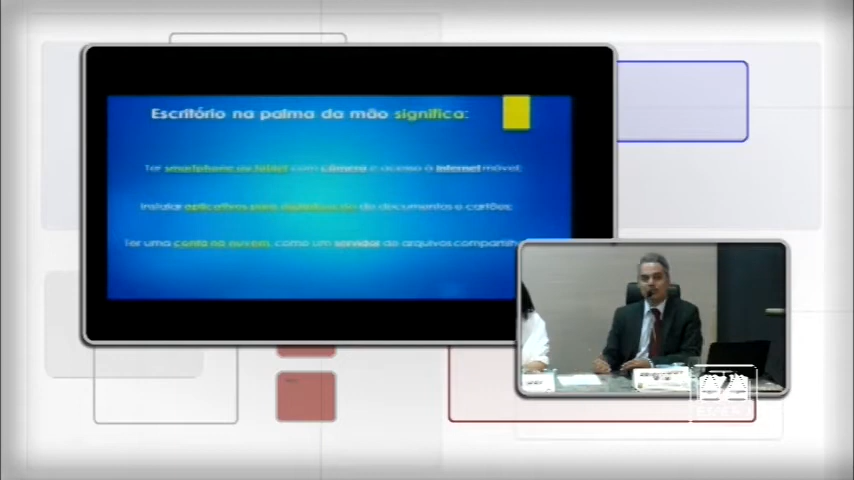 Escritório na palma da mão significa:
Ter smartphone ou tablet com câmera e acesso à internet móvel;
Instalar aplicativos para digitalização de documentos e cartões;
Ter uma conta na nuvem, como um servidor de arquivos compartilh